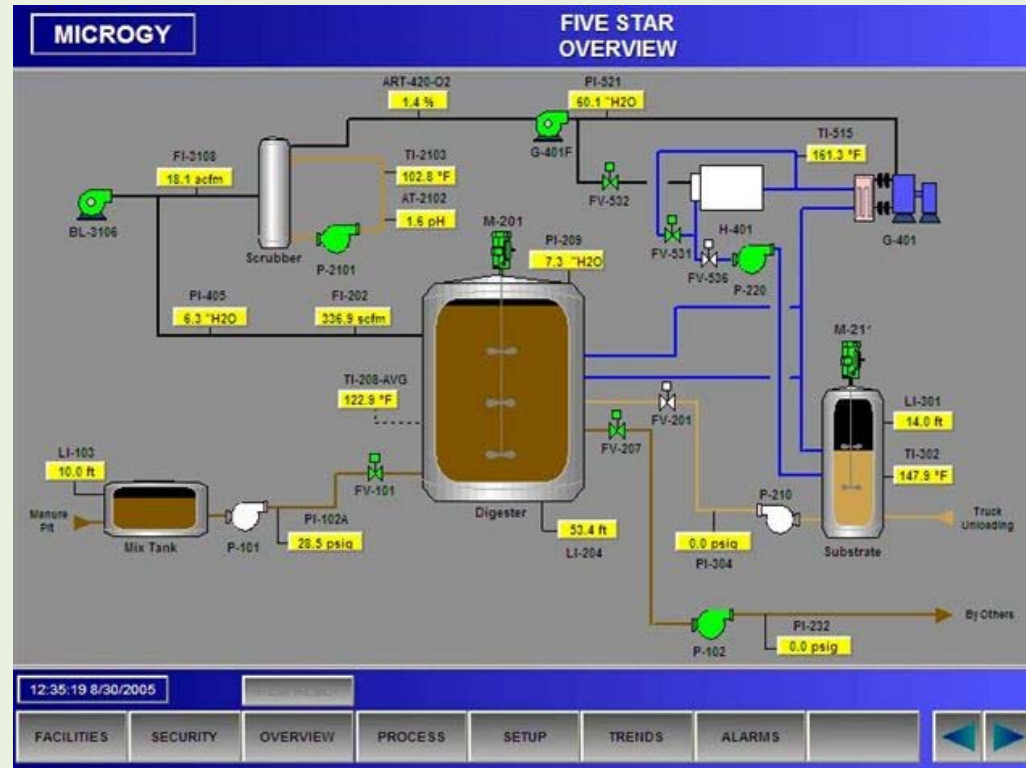 MICROGY
FIVE STAR
OVERVIEW
ART-420-O2
1.4 %
PI-521
60.1 "H2O
G-401F
TI-515
161.3 °F
FI-3108
18.1 acfm
TI-2103
102.8 °F
AT-2102
1.6 pH
BL-3106
Scrubber
P-2101
M-201
PI-209
7.3 "H2O
FV-532
H-401
G-401
FV-531
FV-536
P-220
PI-405
6.3 "H2O
FI-202
336.9 scfm
M-21'
TI-208-AVG
122.9 °F
LI-301
14.0 ft
FV-201
FV-207
TI-302
147.9 °F
LI-103
10.0 ft
FV-101
Manure
Pit
Mix Tank
P-101
PI-102A
28.5 psig
Digester
53.4 ft
LI-204
P-210
0.0 psig
PI-304
Substrate
Truck
Unloading
P-102
PI-232
0.0 psig
By Others
12:35:19 8/30/2005
FACILITIES
SECURITY
OVERVIEW
PROCESS
SETUP
TRENDS
ALARMS